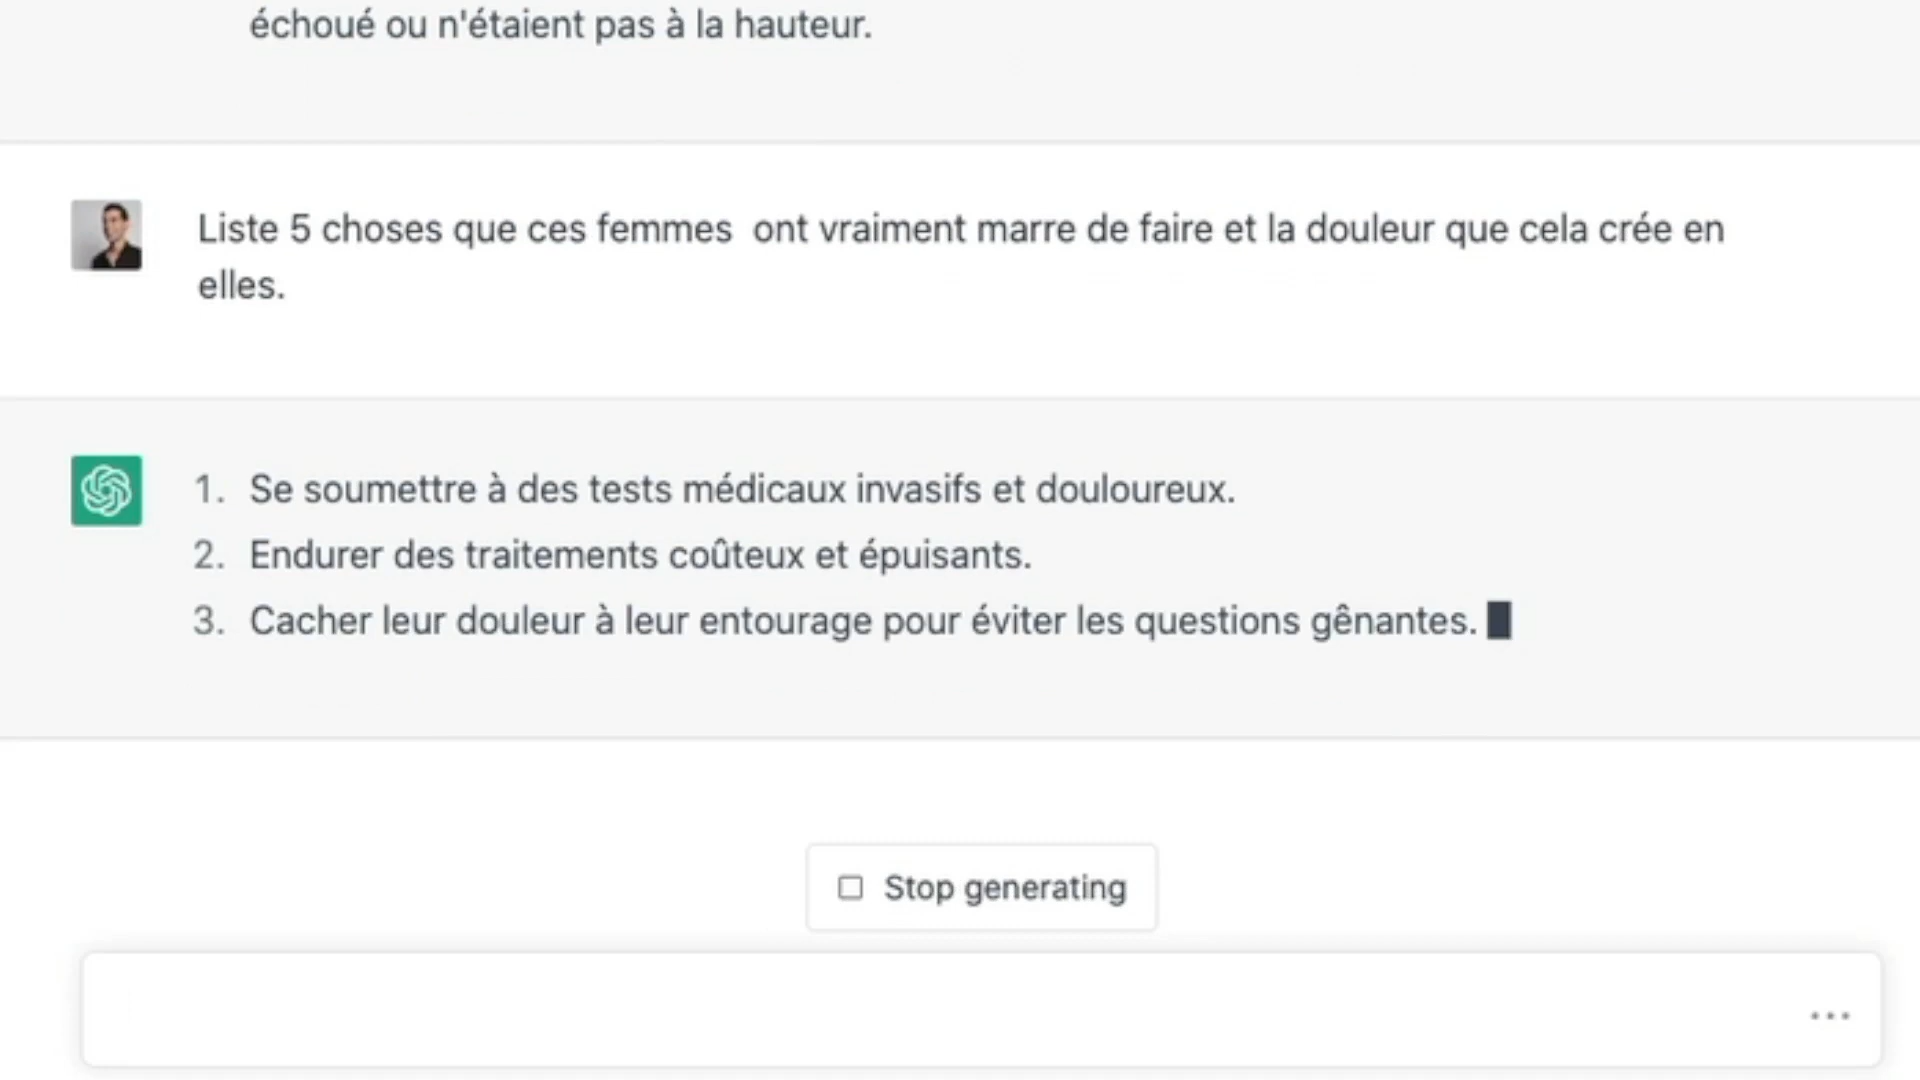 échoué ou n'étaient pas à la hauteur.
Liste 5 choses que ces femmes  ont vraiment marre de faire et la douleur que cela crée en
elles.
1. Se soumettre à des tests médicaux invasifs et douloureux.
2. Endurer des traitements coûteux et épuisants.
3. Cacher leur douleur à leur entourage pour éviter les questions gênantes.
Stop generating